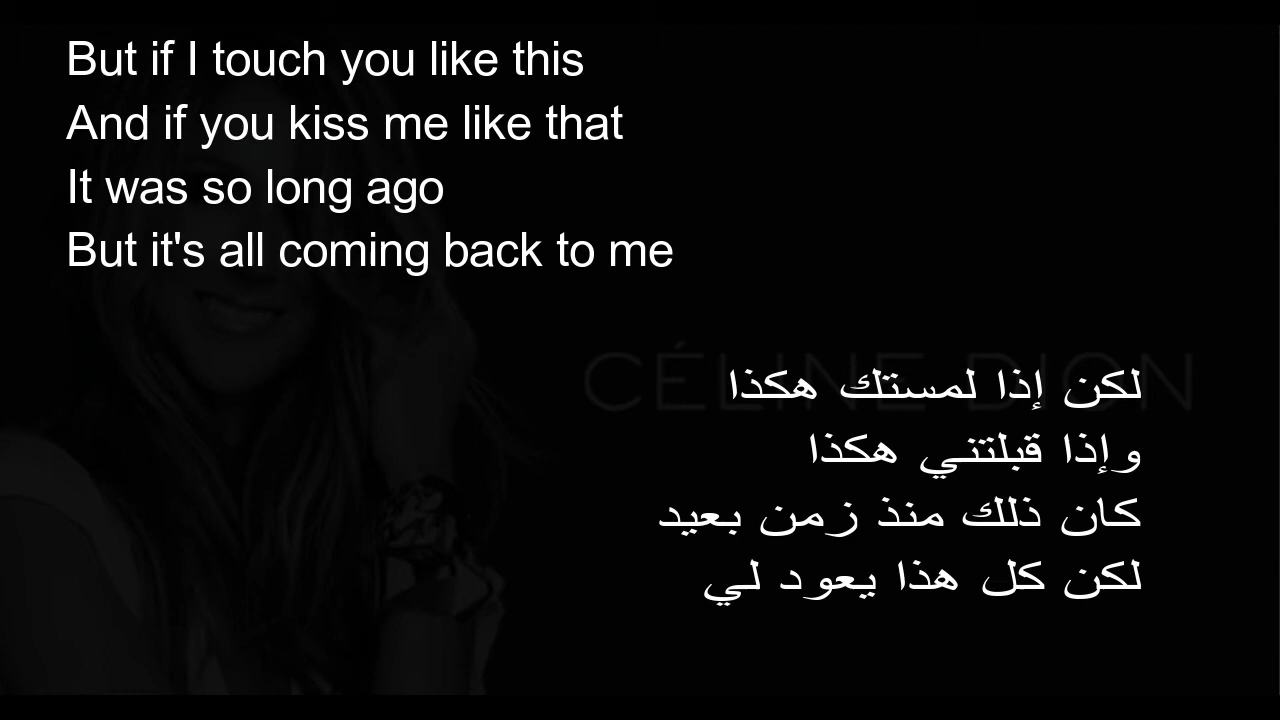 But if I touch you like this
And if you kiss me like that
It was so long ago
But it's all coming back to me
CÉLINE DION
لكن إذا لمستك هكذا
وإذا قبلتني هكذا
كان ذلك منذ زمن بعيد
لكن كل هذا يعود لي